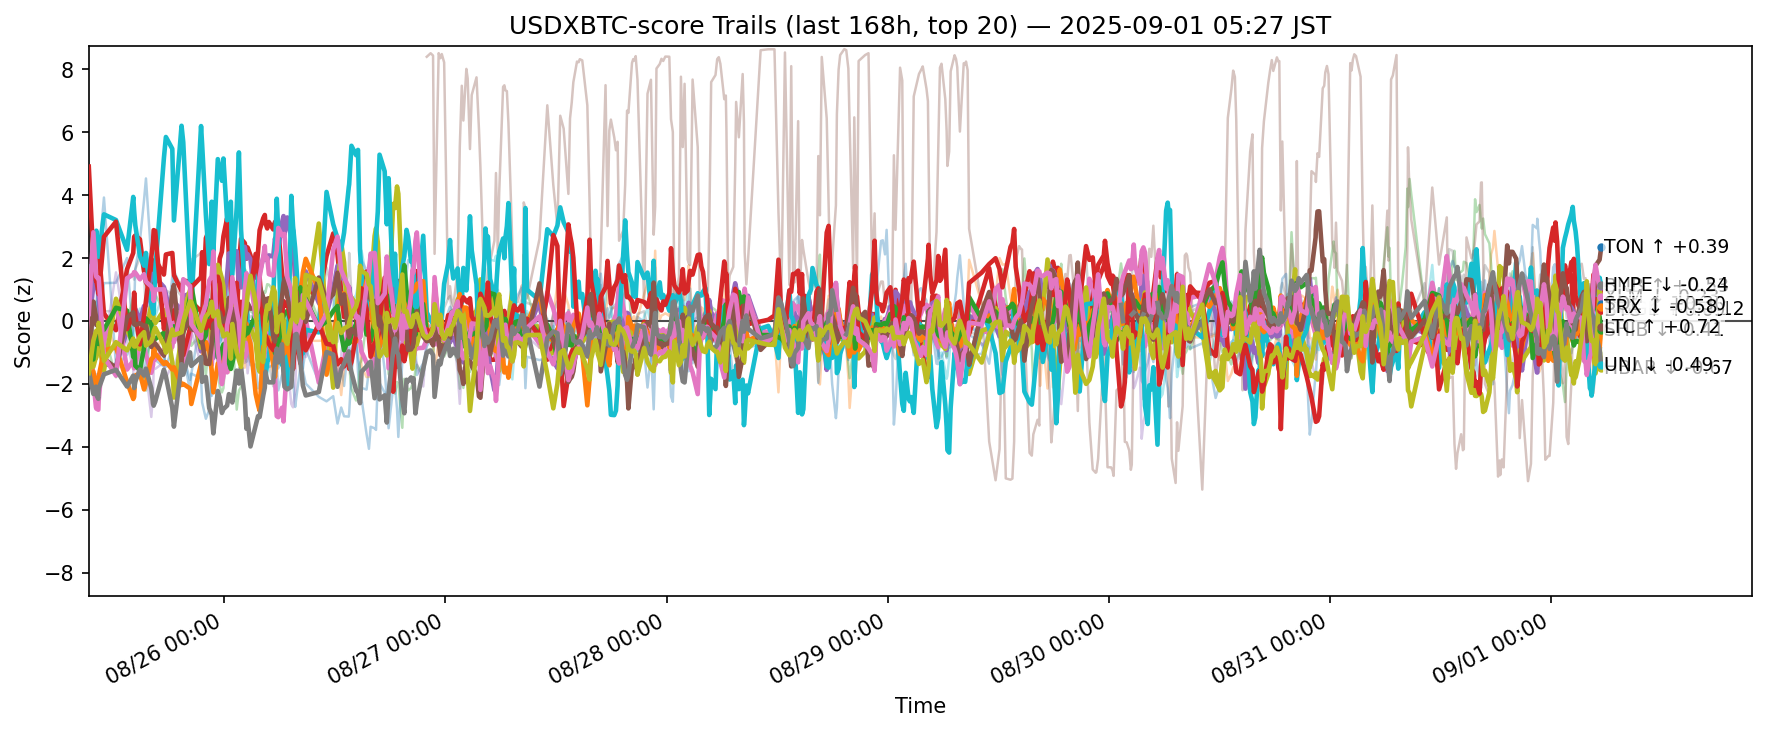 USDXBTC-score Trails (last 168h, top 20) — 2025-09-01 05:27 JST
Score (z)
8
6
4
2
0
−2
−4
−6
−8
TON ↑ +0.39
HYPE ↓ -0.24
TRX ↓ -0.58
LTC ↑ +0.72
UNI ↓ -0.49
08/26 00:00
08/27 00:00
08/28 00:00
08/29 00:00
08/30 00:00
08/31 00:00
09/01 00:00
Time